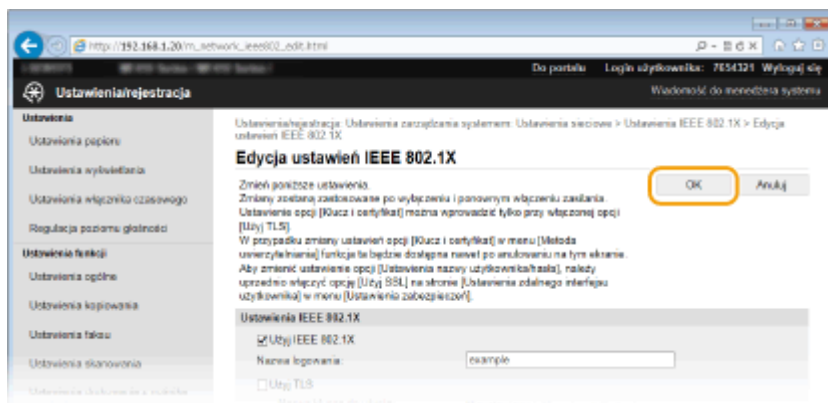 http://192.168.1.20/m_network_ieee802_edit.html
Do portalu Login użytkownika: 7654321 Wyloguj się
Ustawienia/rejestracja
Wiadomość do menedżera systemu
Ustawienia
Ustawienia papieru
Ustawienia wyświetlania
Ustawienia włącznika czasowego
Regulacja poziomu głośności
Ustawienia funkcji
Ustawienia ogólne
Ustawienia kopiowania
Ustawienia faksu
Ustawienia skanowania
Ustawienia/rejestracja: Ustawienia zarządzania systemem: Ustawienia sieciowe > Ustawienia IEEE 802.1X > Edycja
ustawień IEEE 802.1X
Edycja ustawień IEEE 802.1X
OK
Anuluj
Zmień poniższe ustawienia.
Zmiany zostaną zastosowane po wyłączeniu i ponownym włączeniu zasilania.
Ustawienie opcji [Klucz i certyfikat] można wprowadzić tylko przy włączonej opcji
[Użyj TLS].
W przypadku zmiany ustawień opcji [Klucz i certyfikat] w menu [Metoda
uwierzytelniania] funkcja ta będzie dostępna nawet po anulowaniu na tym ekranie.
Aby zmienić ustawienie opcji [Ustawienia nazwy użytkownika/hasła], należy
uprzednio włączyć opcję [Użyj SSL] na stronie [Ustawienia zdalnego interfejsu
użytkownika] w menu [Ustawienia zabezpieczeń].
Ustawienia IEEE 802.1X
Użyj IEEE 802.1X
Nazwa logowania:
example
Użyj TLS